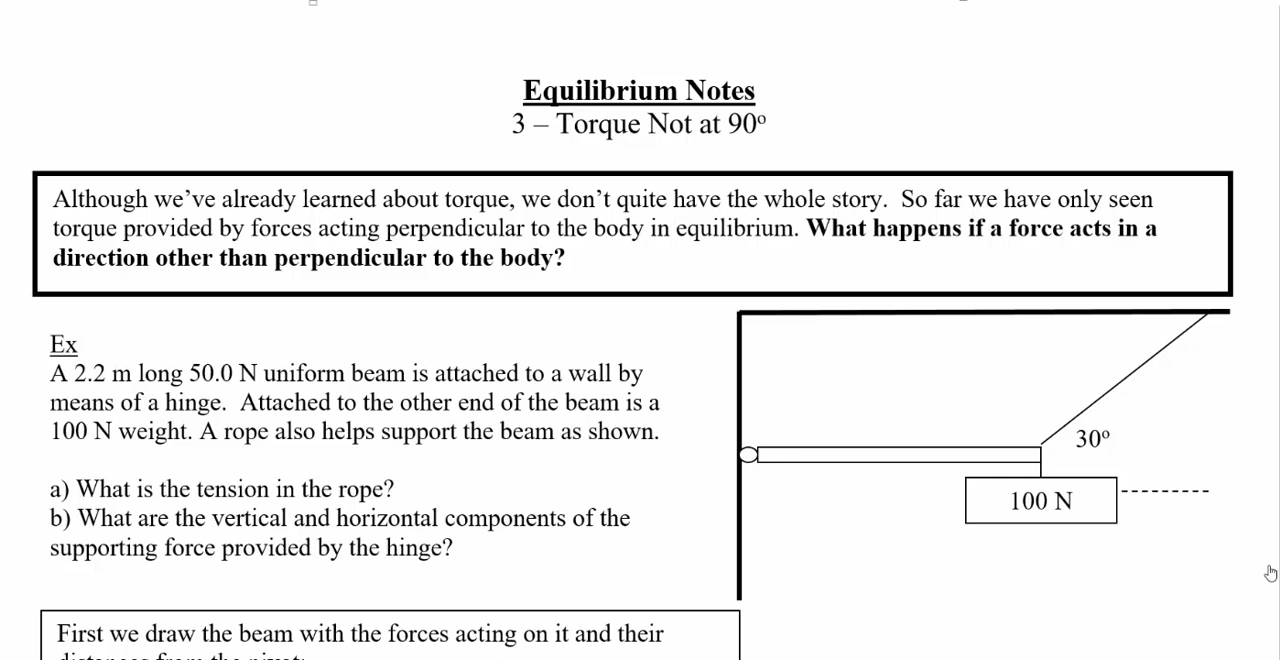 Equilibrium Notes
3 – Torque Not at 90º
Although we’ve already learned about torque, we don’t quite have the whole story.  So far we have only seen
torque provided by forces acting perpendicular to the body in equilibrium. What happens if a force acts in a
direction other than perpendicular to the body?
Ex
A 2.2 m long 50.0 N uniform beam is attached to a wall by
means of a hinge.  Attached to the other end of the beam is a
100 N weight. A rope also helps support the beam as shown.
a) What is the tension in the rope?
b) What are the vertical and horizontal components of the
supporting force provided by the hinge?
30º
100 N
First we draw the beam with the forces acting on it and their
distances from the pivot: